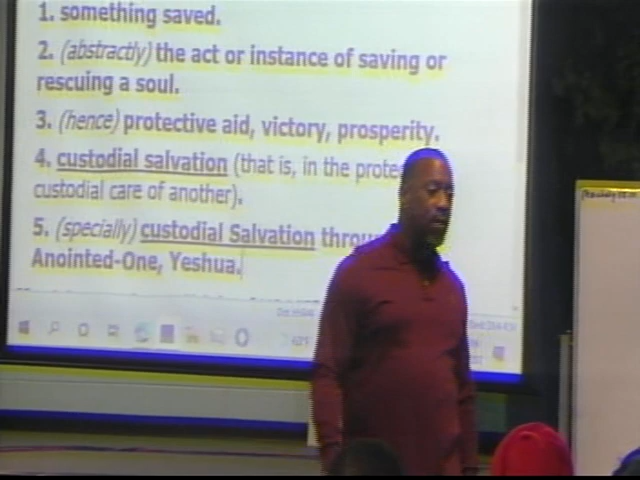 1. something saved.
2. (abstractly) the act or instance of saving or
rescuing a soul.
3. (hence) protective aid, victory, prosperity.
4. custodial salvation (that is, in the
custodial care of another).
5. (specially) custodial Salvation
Anointed-One, Yeshua.